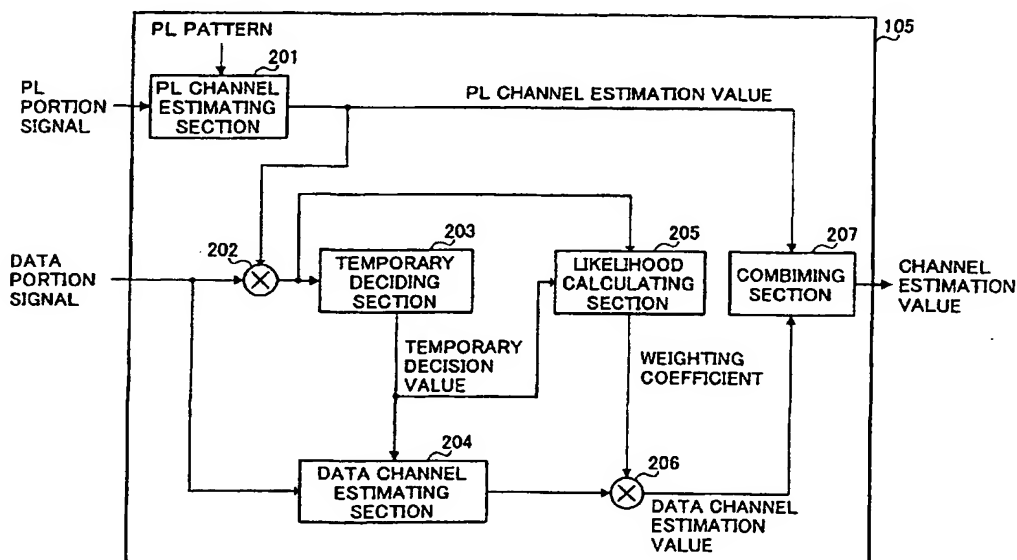 PL PATTERN
105
201
PL
PORTION
SIGNAL
PL CHANNEL
ESTIMATING
SECTION
PL CHANNEL ESTIMATION VALUE
202
203
205
207
DATA
PORTION
SIGNAL
TEMPORARY
DECIDING
SECTION
LIKELIHOOD
CALCULATING
SECTION
COMBIMING
SECTION
CHANNEL
ESTIMATION
VALUE
TEMPORARY
DECISION
VALUE
WEIGHTING
COEFFICIENT
204
DATA CHANNEL
ESTIMATING
SECTION
206
DATA CHANNEL
ESTIMATION
VALUE